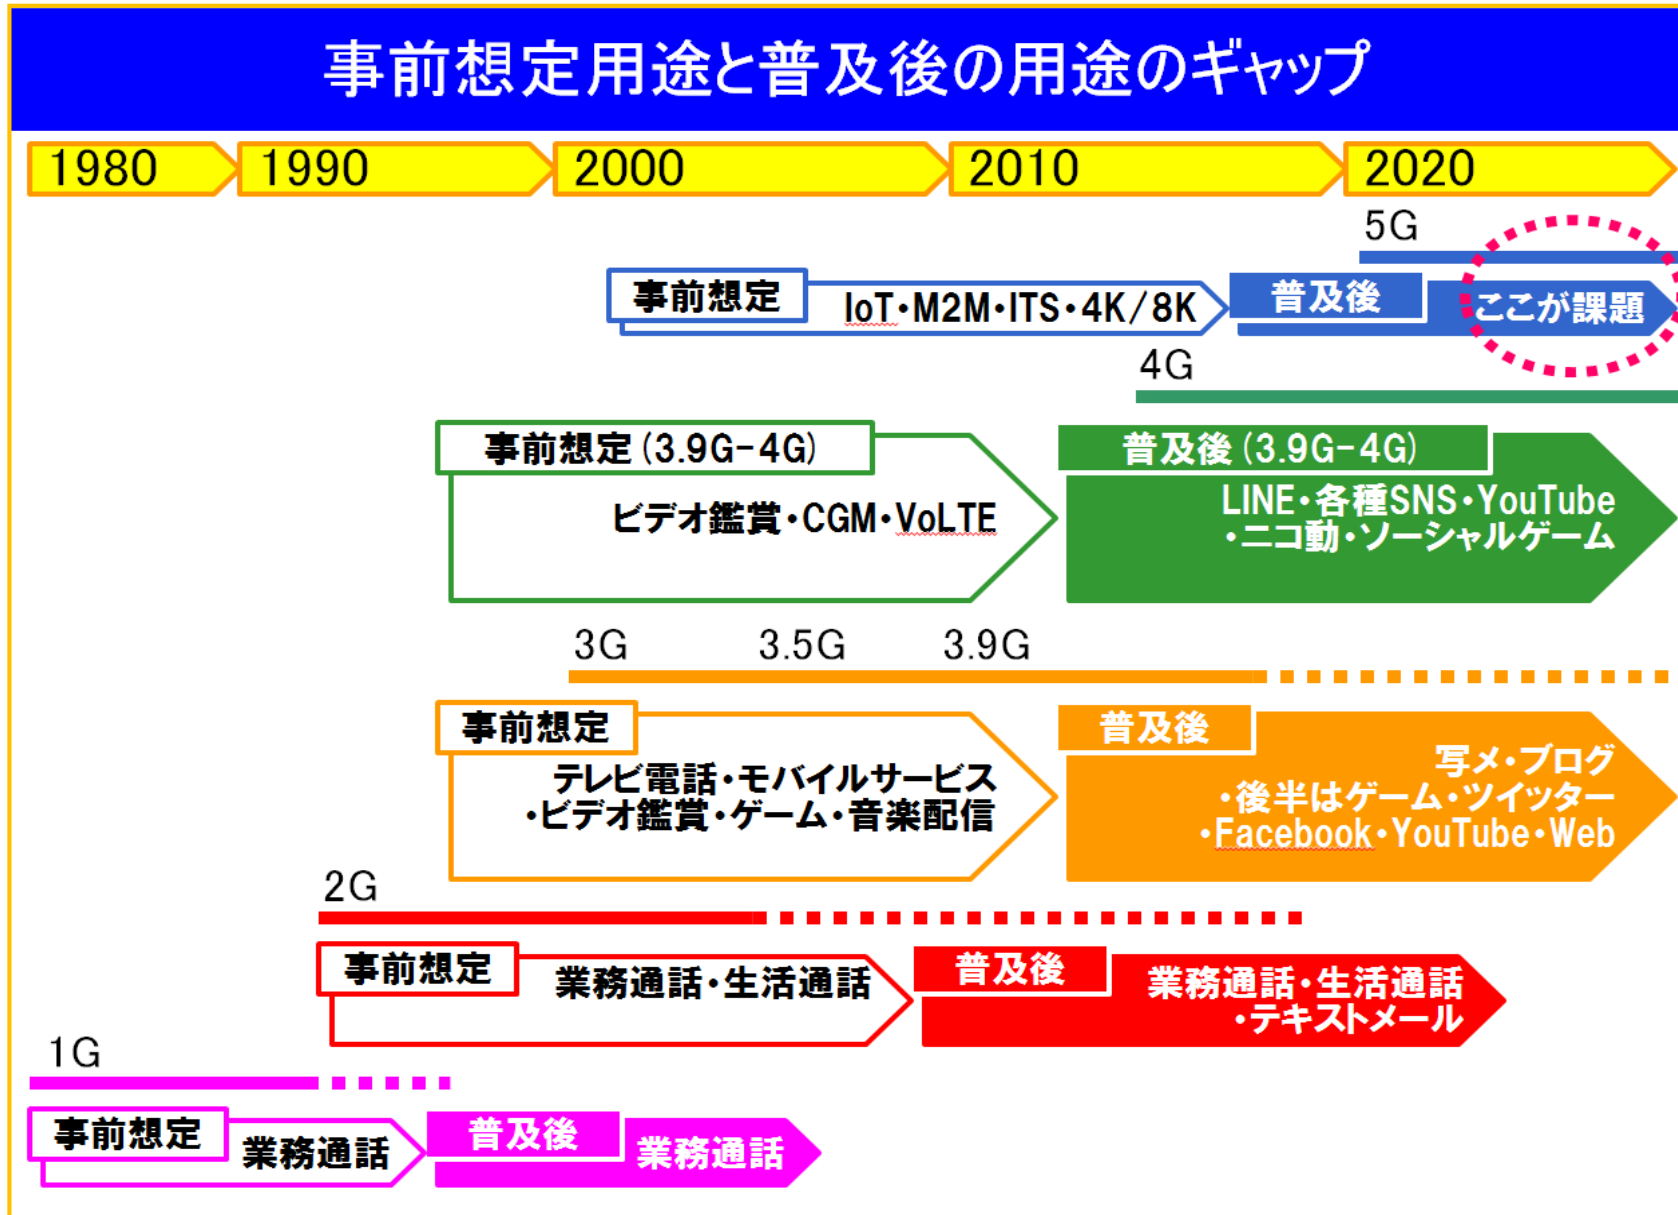 事前想定用途と普及後の用途のギャップ
1980
1990
2000
2010
2020
5G
事前想定
IoT・M2M・ITS・4K/8K
普及後
ここが課題
4G
事前想定(3.9G-4G)
ビデオ鑑賞・CGM・VoLTE
普及後(3.9G-4G)
LINE・各種SNS・YouTube
・ニコ動・ソーシャルゲーム
3G
3.5G
3.9G
事前想定
テレビ電話・モバイルサービス
・ビデオ鑑賞・ゲーム・音楽配信
普及後
写メ・ブログ
・後半はゲーム・ツイッター
・Facebook・YouTube・Web
2G
事前想定
業務通話・生活通話
普及後
業務通話・生活通話
・テキストメール
1G
事前想定
業務通話
普及後
業務通話